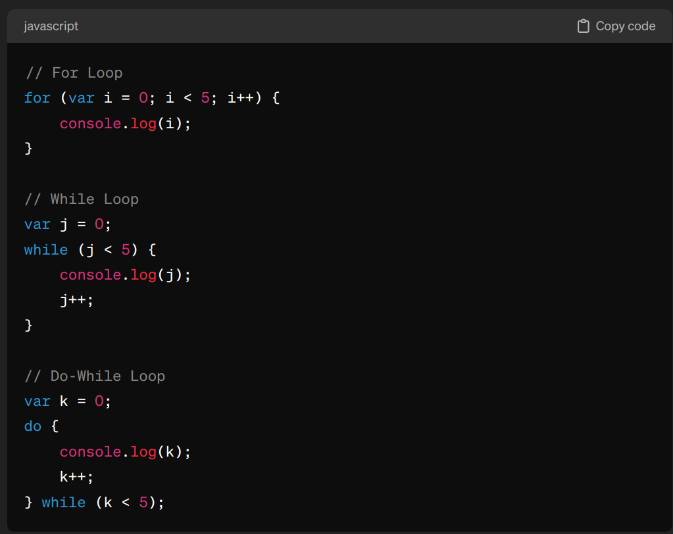 javascript
Copy code
// For Loop
for (var i = 0; i < 5; i++) {
    console.log(i);
}
// While Loop
var j = 0;
while (j < 5) {
    console.log(j);
    j++;
}
// Do-While Loop
var k = 0;
do {
    console.log(k);
    k++;
} while (k < 5);